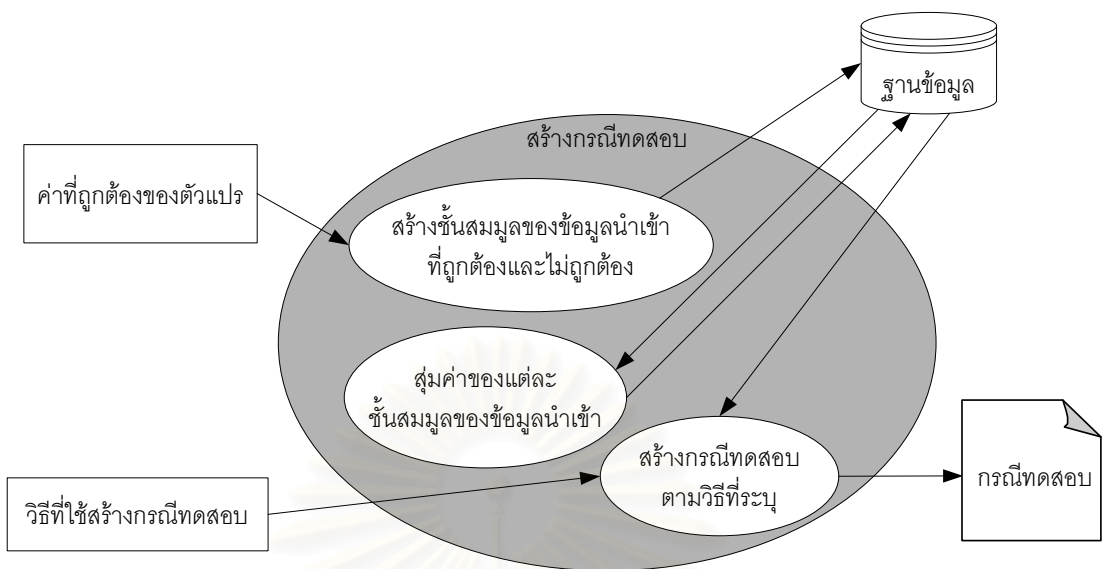 ฐานข้อมูล
สร้างกรณีทดสอบ
ค่าที่ถูกต้องของตัวแปร
สร้างชั้นสมมูลของข้อมูลนำเข้า
ที่ถูกต้องและไม่ถูกต้อง
สุ่มค่าของแต่ละ
ชั้นสมมูลของข้อมูลนำเข้า
สร้างกรณีทดสอบ
ตามวิธีที่ระบุ
กรณีทดสอบ
วิธีที่ใช้สร้างกรณีทดสอบ